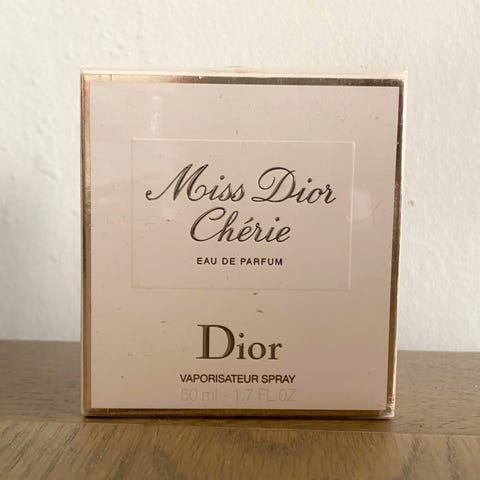 Miss Dior
Chérie
EAU DE PARFUM
Dior
VAPORISATEUR SPRAY
50 ml - 1.7 FL.OZ